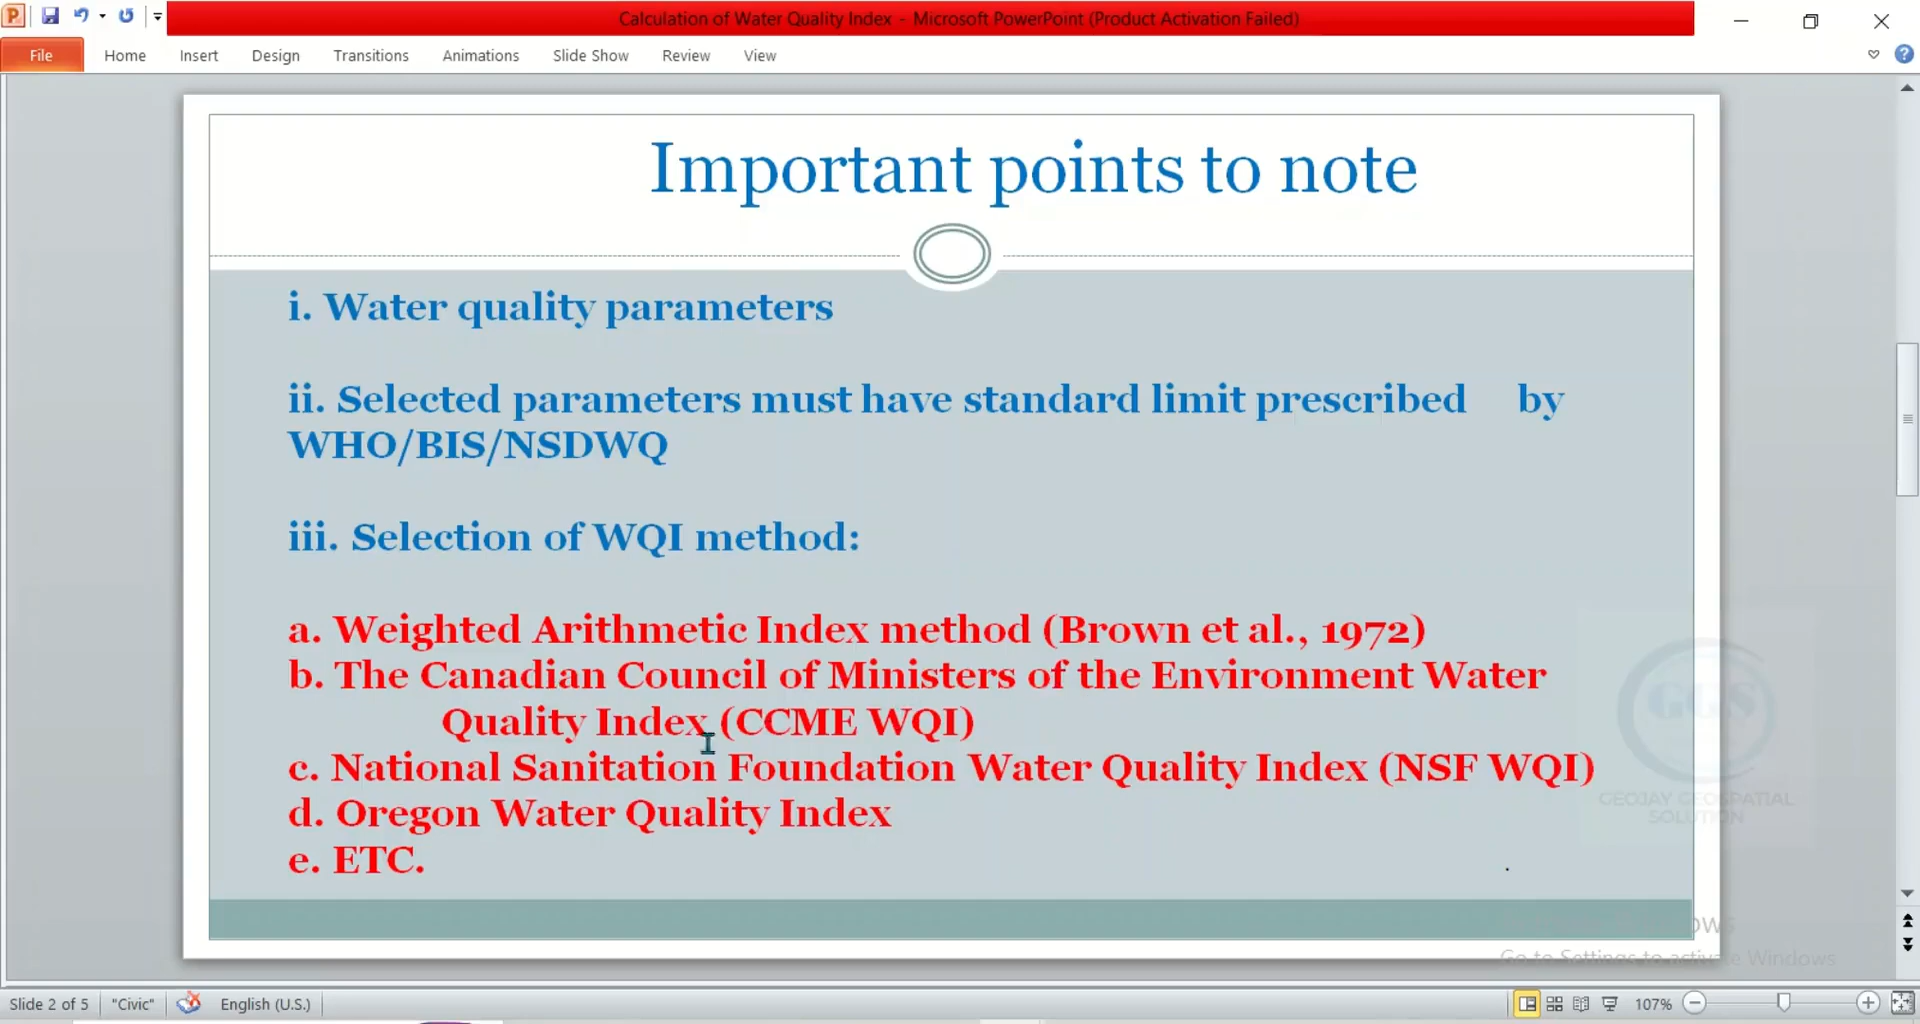 Calculation of Water Quality Index - Microsoft PowerPoint (Product Activation Failed)
File Home Insert Design Transitions Animations Slide Show Review View
Important points to note
i. Water quality parameters
ii. Selected parameters must have standard limit prescribed by
WHO/BIS/NSDWQ
iii. Selection of WQI method:
a. Weighted Arithmetic Index method (Brown et al., 1972)
b. The Canadian Council of Ministers of the Environment Water
Quality Index (CCME WQI)
c. National Sanitation Foundation Water Quality Index (NSF WQI)
d. Oregon Water Quality Index
e. ETC.
GGS
GEOJAY GEOSPATIAL
SOLUTION
Go to Settings to activate Windows
Slide 2 of 5 "Civic" English (U.S.) 107%